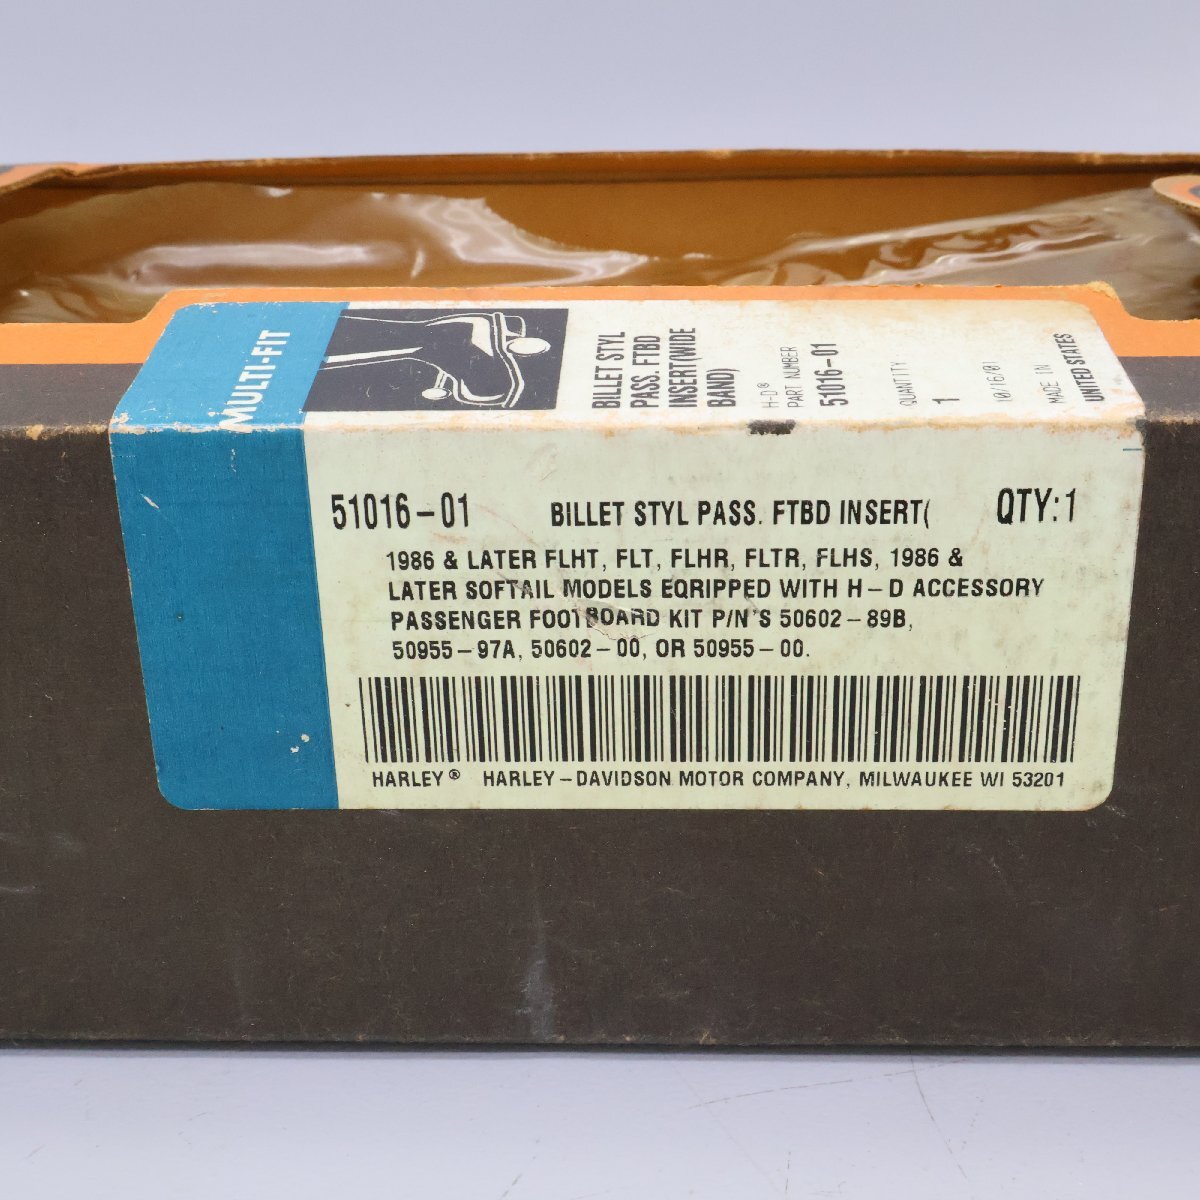 MULTI-FIT
BILLET STYL
PASS. FTBD
INSERT(WIDE
BAND)
H-D®
PART NUMBER
51016-01
QUANTITY
1
10/16/01
MADE IN
UNITED STATES
51016-01 BILLET STYL PASS. FTBD INSERT( QTY:1
1986 & LATER FLHT, FLT, FLHR, FLTR, FLHS, 1986 &
LATER SOFTAIL MODELS EQRIPPED WITH H-D ACCESSORY
PASSENGER FOOTBOARD KIT P/N'S 50602-89B,
50955-97A, 50602-00, OR 50955-00.
HARLEY® HARLEY-DAVIDSON MOTOR COMPANY, MILWAUKEE WI 53201